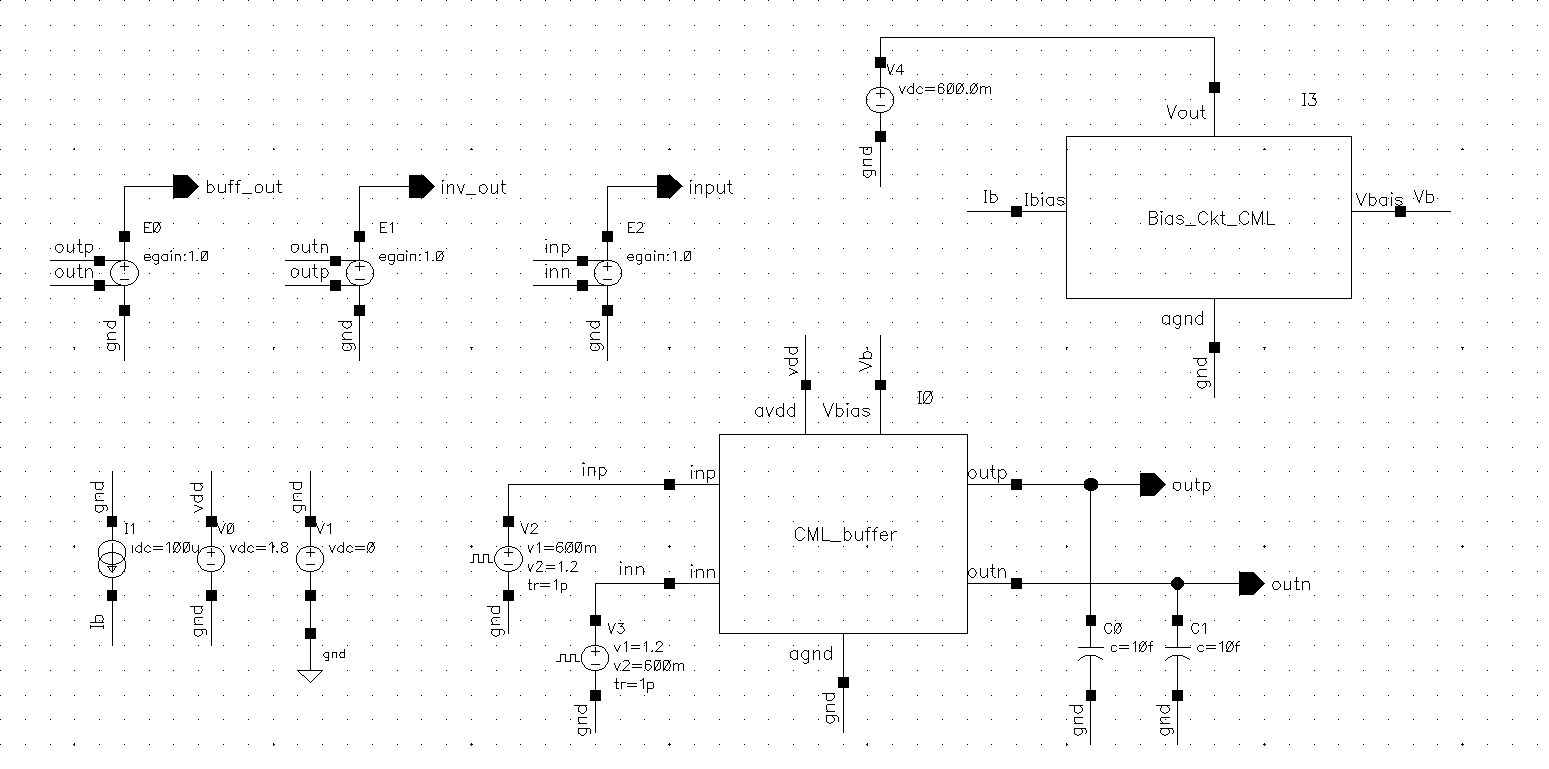 V4
vdc=600.0m
gnd
Vout
I3
Ib
Ibias
Bias_Ckt_CML
Vbais
Vb
agnd
gnd
buff_out
E0
egain:1.0
outp
outn
gnd
inv_out
E1
egain:1.0
outn
outp
gnd
input
E2
egain:1.0
inp
inn
gnd
vdd
Vb
avdd
Vbias
I0
gnd
I1
idc=100u
Ib
vdd
V0
vdc=1.8
gnd
gnd
V1
vdc=0
gnd
inp
inp
V2
v1=600m
v2=1.2
tr=1p
gnd
inn
inn
V3
v1=1.2
v2=600m
tr=1p
gnd
CML_buffer
agnd
gnd
outp
outp
outn
outn
C0
c=10f
gnd
C1
c=10f
gnd